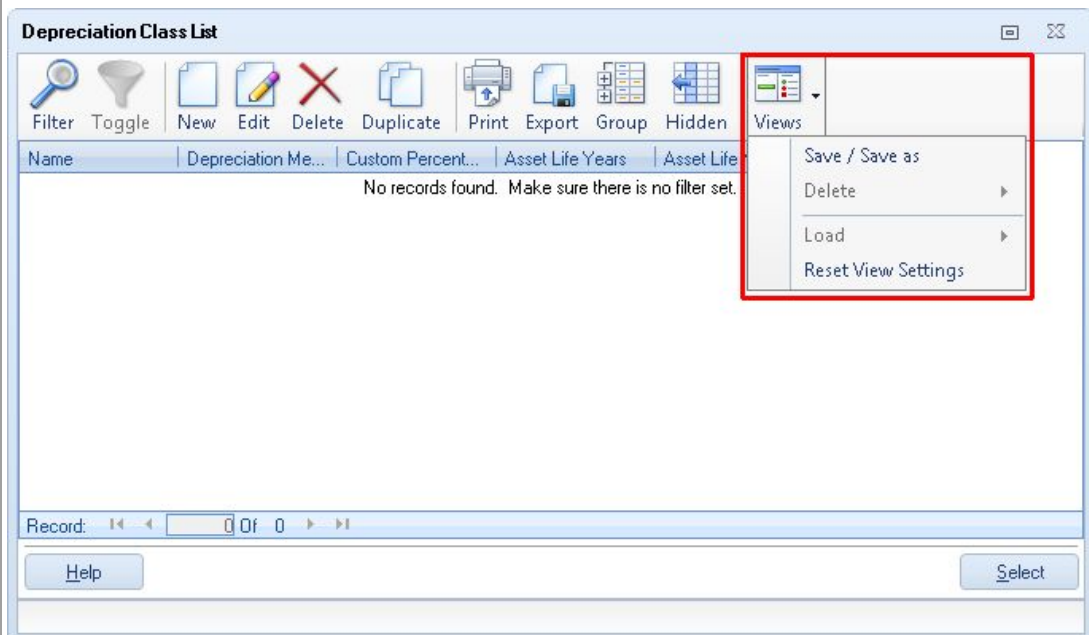 Depreciation Class List
Filter Toggle New Edit Delete Duplicate Print Export Group Hidden Views
Name Depreciation Me... Custom Percent... Asset Life Years Asset Life
No records found. Make sure there is no filter set.
Save / Save as
Delete
Load
Reset View Settings
Record: 0 Of 0
Help Select